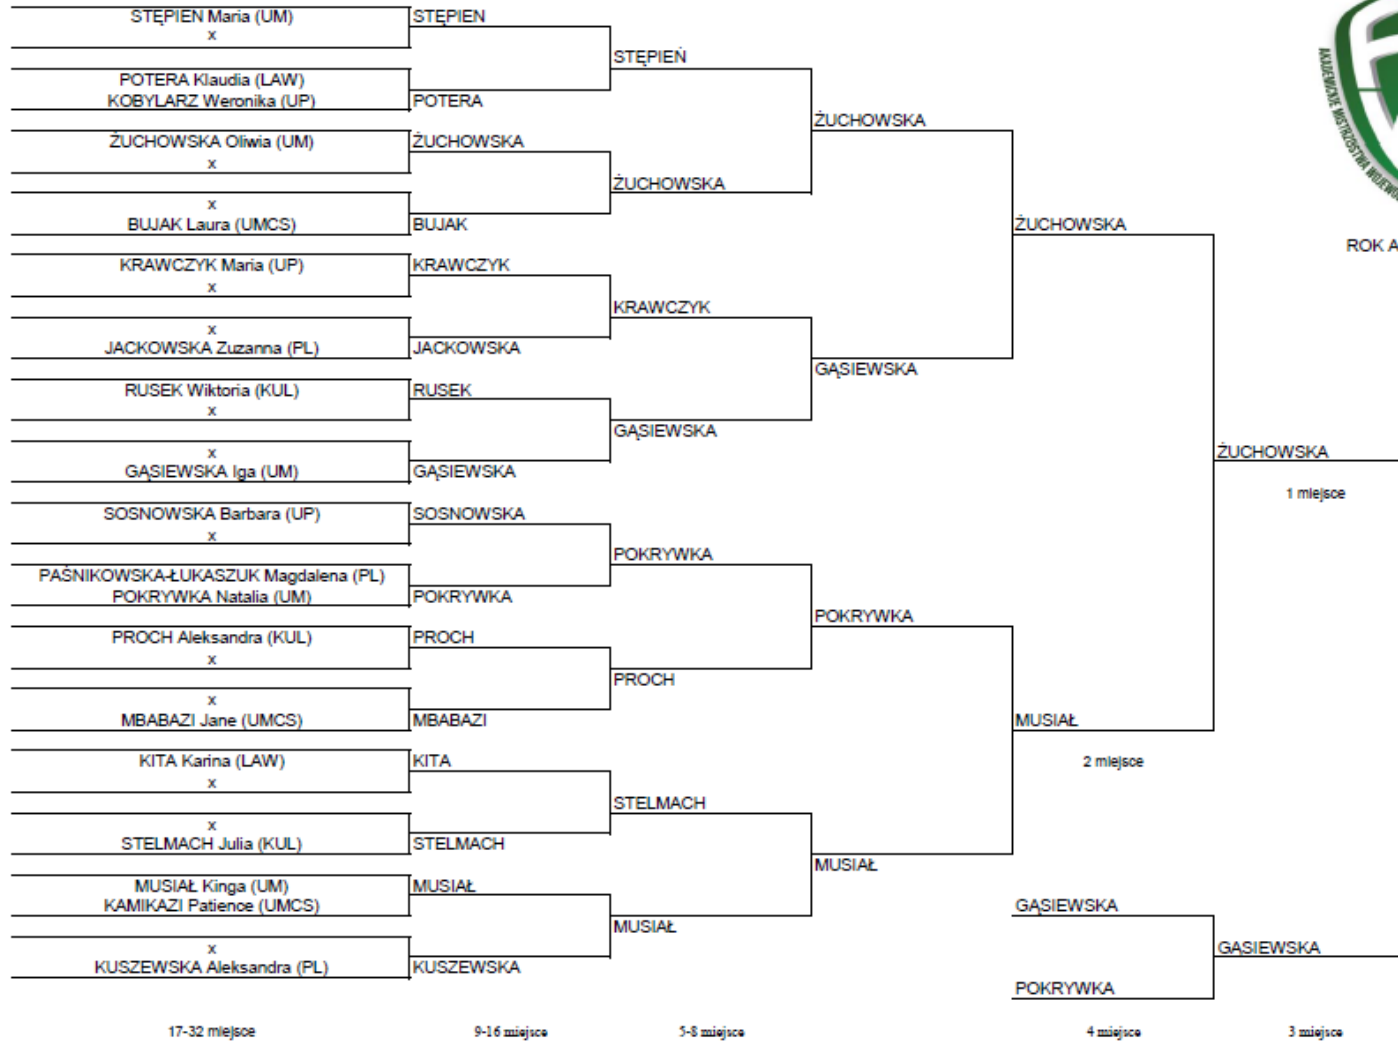 STĘPIEŃ Maria (UM)
x
POTERA Klaudia (LAW)
KOBYLARZ Weronika (UP)
ŻUCHOWSKA Oliwia (UM)
x
x
BUJAK Laura (UMCS)
KRAWCZYK Maria (UP)
x
x
JACKOWSKA Zuzanna (PL)
RUSEK Wiktoria (KUL)
x
x
GĄSIEWSKA Iga (UM)
SOSNOWSKA Barbara (UP)
x
PAŚNIKOWSKA-ŁUKASZUK Magdalena (PL)
POKRYWKA Natalia (UM)
PROCH Aleksandra (KUL)
x
x
MBABAZI Jane (UMCS)
KITA Karina (LAW)
x
x
STELMACH Julia (KUL)
MUSIAŁ Kinga (UM)
KAMIKAZI Patience (UMCS)
x
KUSZEWSKA Aleksandra (PL)
17-32 miejsce
STĘPIEŃ
POTERA
ŻUCHOWSKA
BUJAK
KRAWCZYK
JACKOWSKA
RUSEK
GĄSIEWSKA
SOSNOWSKA
POKRYWKA
PROCH
MBABAZI
KITA
STELMACH
MUSIAŁ
KUSZEWSKA
9-16 miejsce
STĘPIEŃ
ŻUCHOWSKA
KRAWCZYK
GĄSIEWSKA
POKRYWKA
PROCH
STELMACH
MUSIAŁ
5-8 miejsce
ŻUCHOWSKA
GĄSIEWSKA
POKRYWKA
MUSIAŁ
ŻUCHOWSKA
MUSIAŁ
2 miejsce
GĄSIEWSKA
POKRYWKA
4 miejsce
AKADEMICKIE MISTRZOSTWA
ROK A
ŻUCHOWSKA
1 miejsce
GĄSIEWSKA
3 miejsce